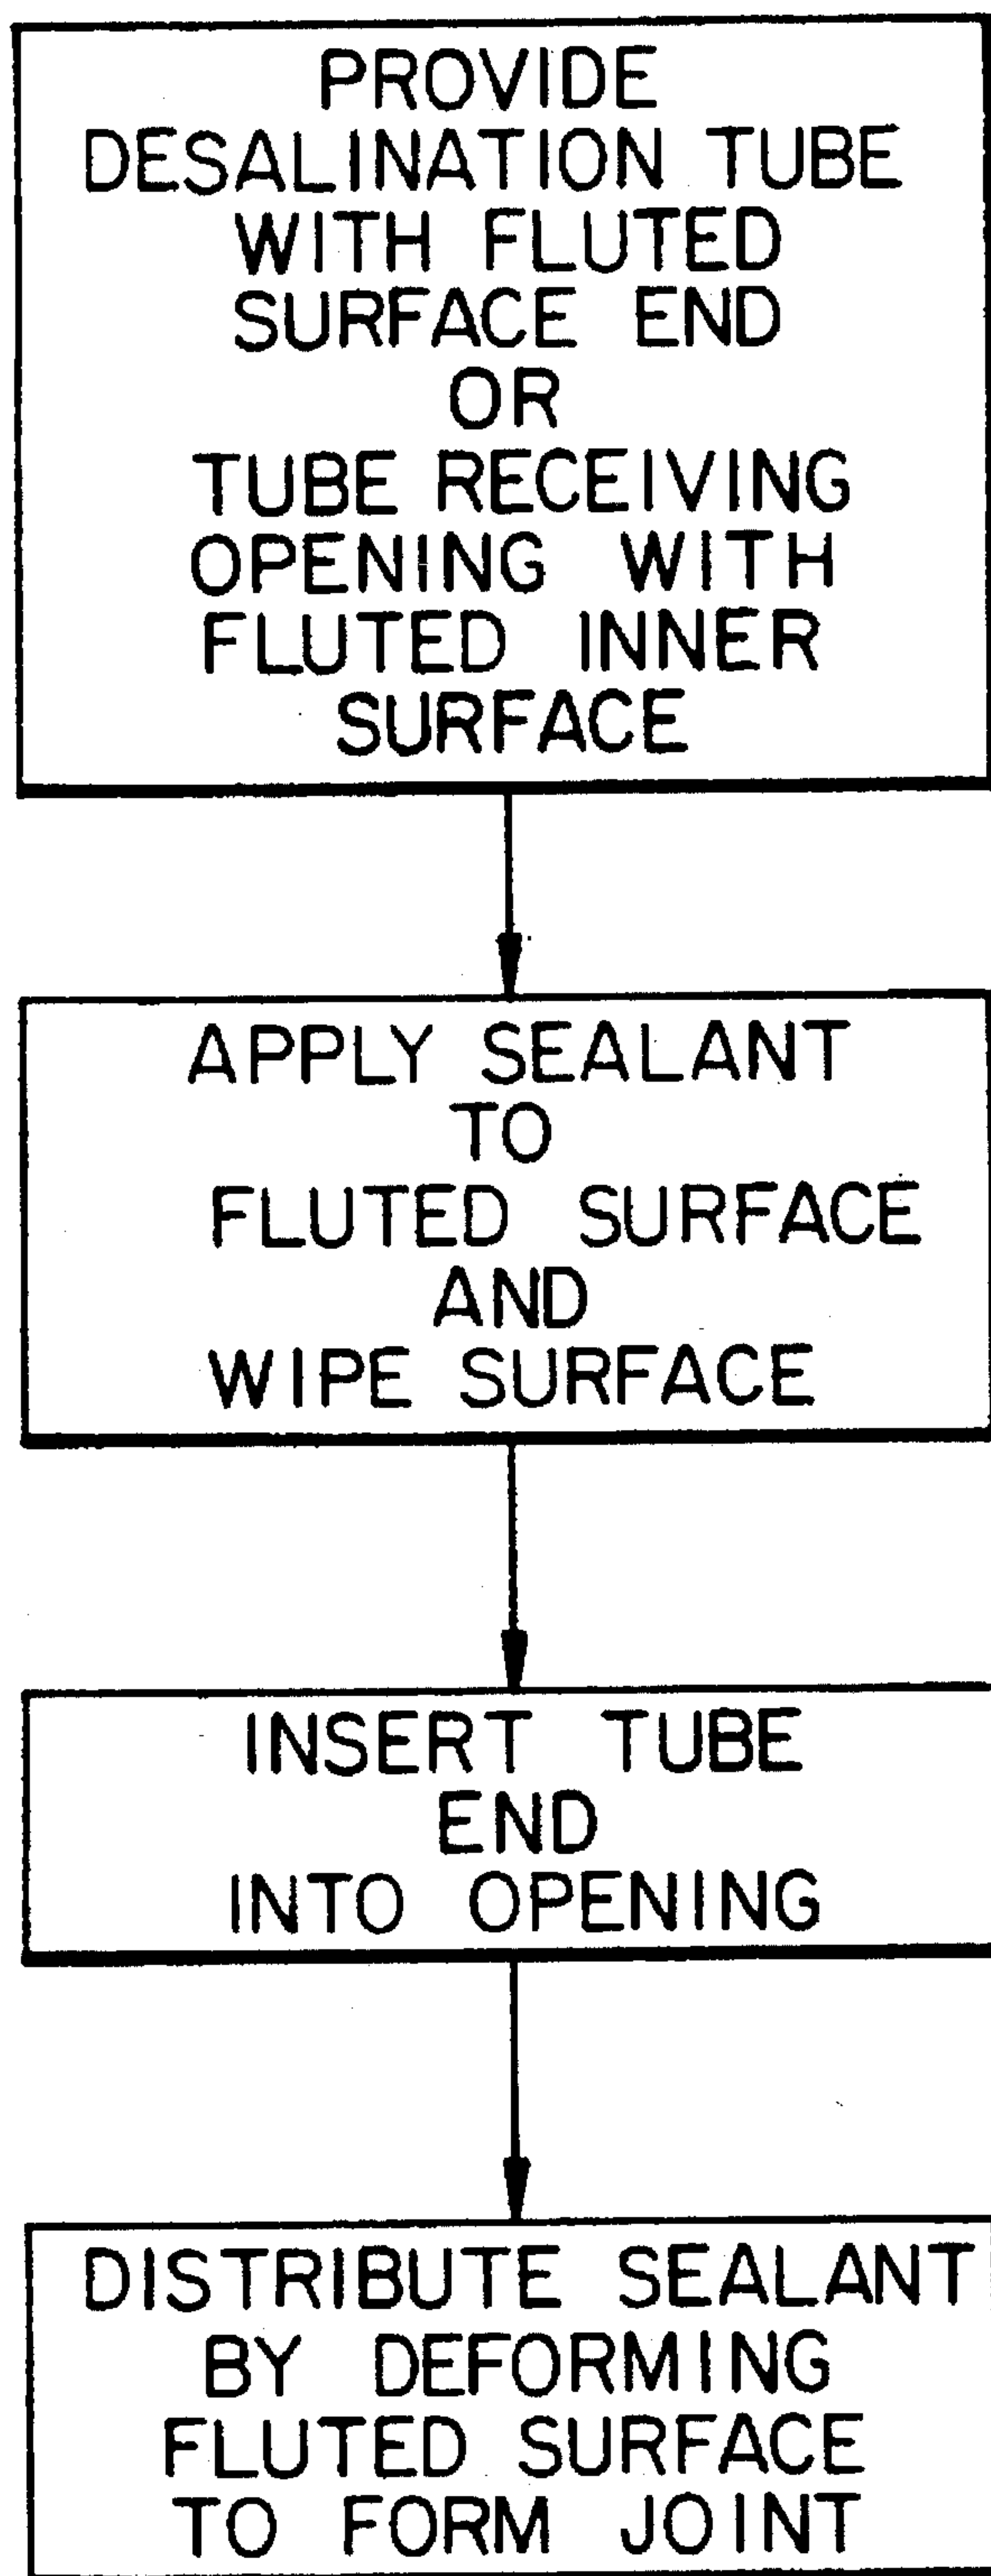 PROVIDE
DESALINATION TUBE
WITH FLUTED
SURFACE END
OR
TUBE RECEIVING
OPENING WITH
FLUTED INNER
SURFACE
APPLY SEALANT
TO
FLUTED SURFACE
AND
WIPE SURFACE
INSERT TUBE
END
INTO OPENING
DISTRIBUTE SEALANT
BY DEFORMING
FLUTED SURFACE
TO FORM JOINT